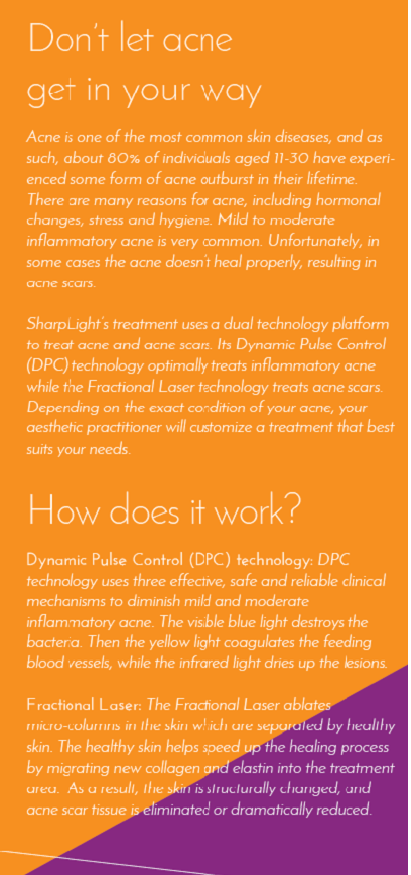 Don't let acne
get in your way
Acne is one of the most common skin diseases, and as
such, about 80% of individuals aged 11-30 have experi-
enced some form of acne outburst in their lifetime.
There are many reasons for acne, including hormonal
changes, stress and hygiene. Mild to moderate
inflammatory acne is very common. Unfortunately, in
some cases the acne doesn't heal properly, resulting in
acne scars.
SharpLight's treatment uses a dual technology platform
to treat acne and acne scars. Its Dynamic Pulse Control
(DPC) technology optimally treats inflammatory acne
while the Fractional Laser technology treats acne scars.
Depending on the exact condition of your acne, your
aesthetic practitioner will customize a treatment that best
suits your needs.
How does it work?
Dynamic Pulse Control (DPC) technology: DPC
technology uses three effective, safe and reliable clinical
mechanisms to diminish mild and moderate
inflammatory acne. The visible blue light destroys the
bacteria. Then the yellow light coagulates the feeding
blood vessels, while the infrared light dries up the lesions.
Fractional Laser: The Fractional Laser ablates
micro-columns in the skin which are separated by healthy
skin. The healthy skin helps speed up the healing process
by migrating new collagen and elastin into the treatment
area. As a result, the skin is structurally changed, and
acne scar tissue is eliminated or dramatically reduced.